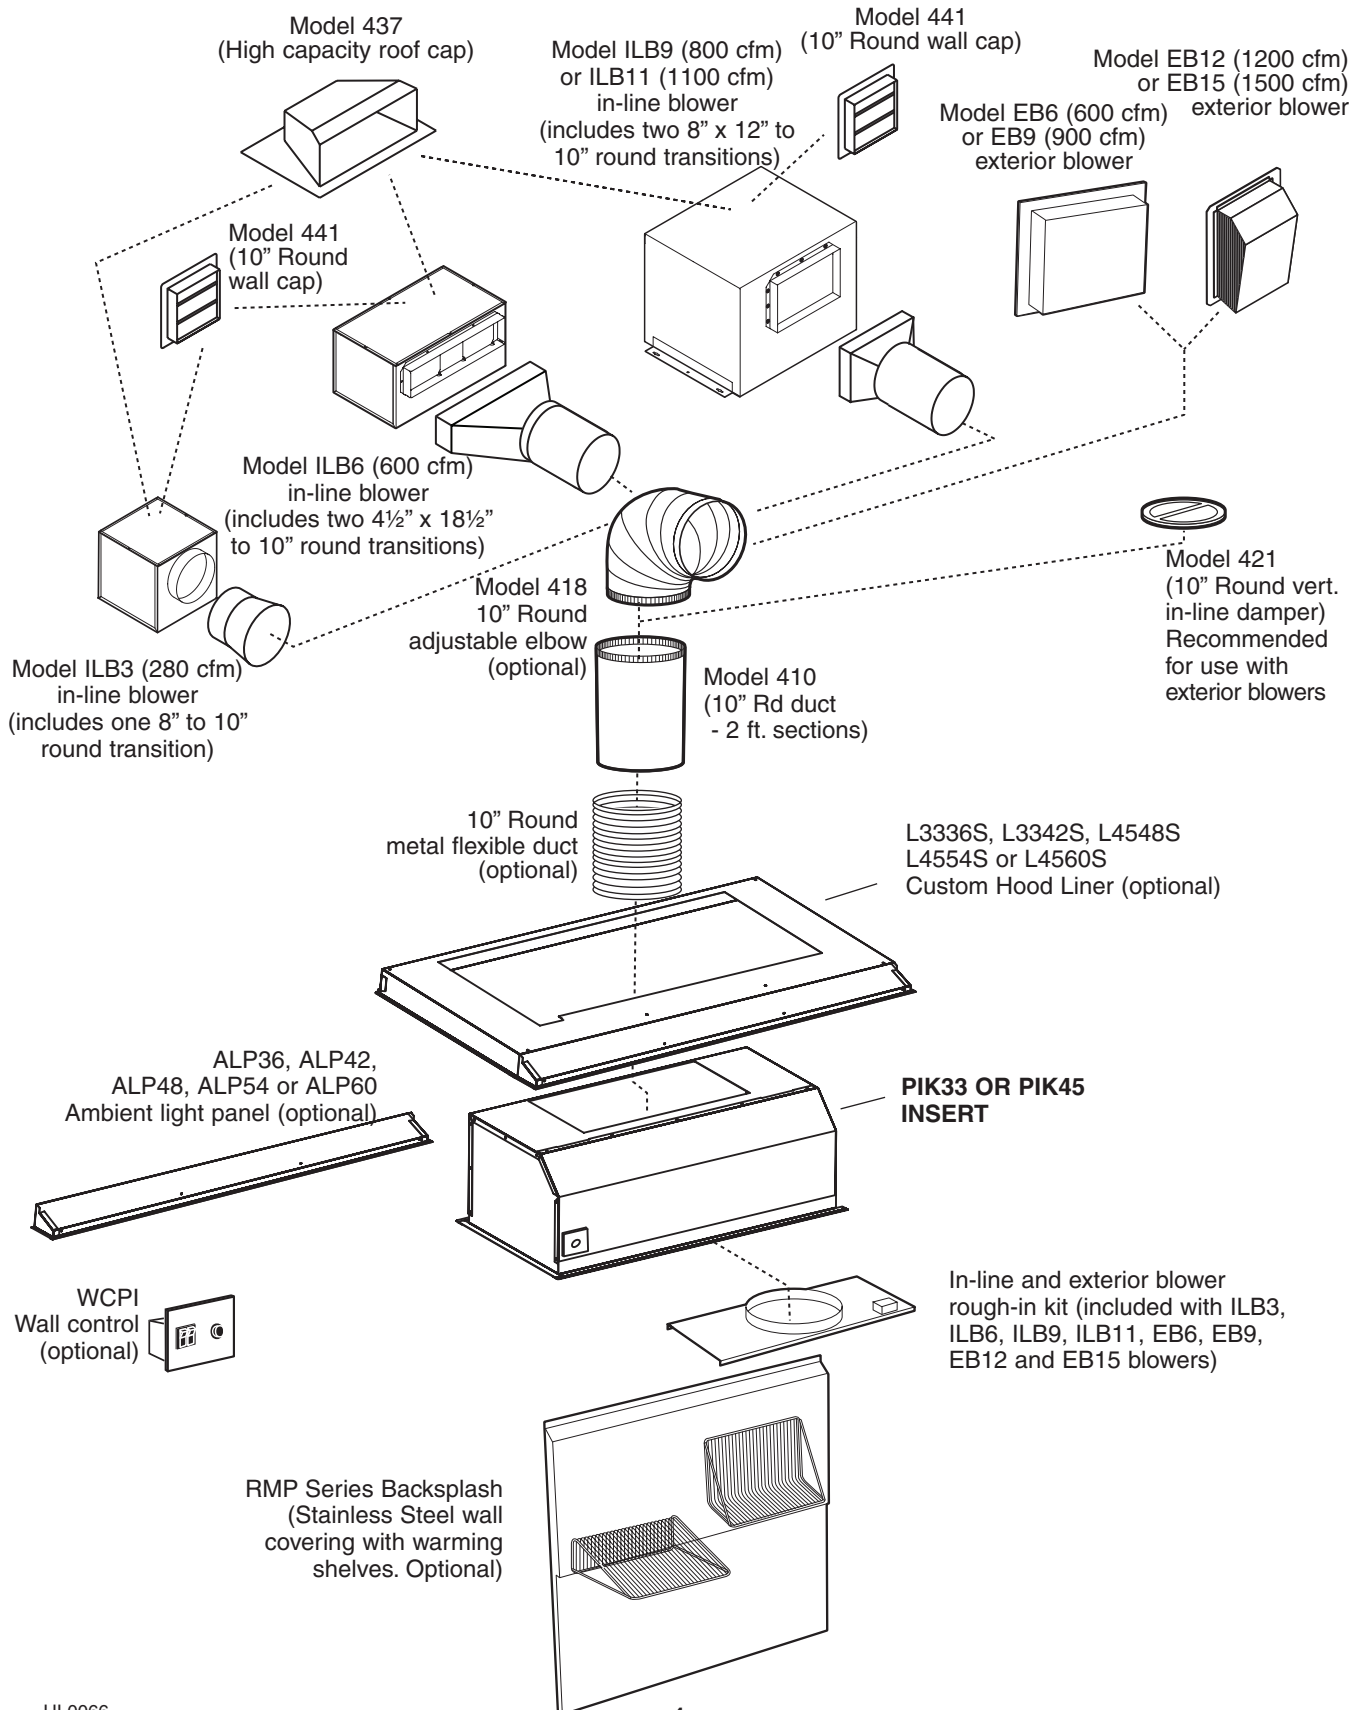 Model 437
(High capacity roof cap)
Model ILB9 (800 cfm)
or ILB11 (1100 cfm)
in-line blower
(includes two 8” x 12” to
10” round transitions)
Model 441
(10” Round wall cap)
Model EB12 (1200 cfm)
or EB15 (1500 cfm)
exterior blower
Model EB6 (600 cfm)
or EB9 (900 cfm)
exterior blower
Model 441
(10” Round
wall cap)
Model ILB6 (600 cfm)
in-line blower
(includes two 4½” x 18½”
to 10” round transitions)
Model ILB3 (280 cfm)
in-line blower
(includes one 8” to 10”
round transition)
Model 418
10” Round
adjustable elbow
(optional)
Model 421
(10” Round vert.
in-line damper)
Recommended
for use with
exterior blowers
Model 410
(10” Rd duct
- 2 ft. sections)
10” Round
metal flexible duct
(optional)
L3336S, L3342S, L4548S
L4554S or L4560S
Custom Hood Liner (optional)
ALP36, ALP42,
ALP48, ALP54 or ALP60
Ambient light panel (optional)
PIK33 OR PIK45
INSERT
WCPI
Wall control
(optional)
In-line and exterior blower
rough-in kit (included with ILB3,
ILB6, ILB9, ILB11, EB6, EB9,
EB12 and EB15 blowers)
RMP Series Backsplash
(Stainless Steel wall
covering with warming
shelves. Optional)